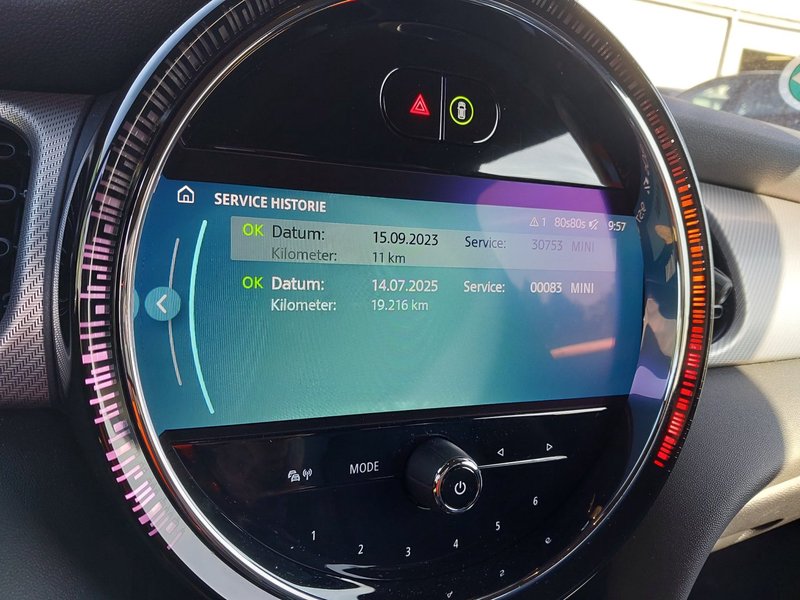 SERVICE HISTORIE
1 80s80s 9:57
OK Datum: 15.09.2023 Service: 30753 MINI
Kilometer: 11 km
OK Datum: 14.07.2025 Service: 00083 MINI
Kilometer: 19.216 km
MODE
1 2 3 4 5 6